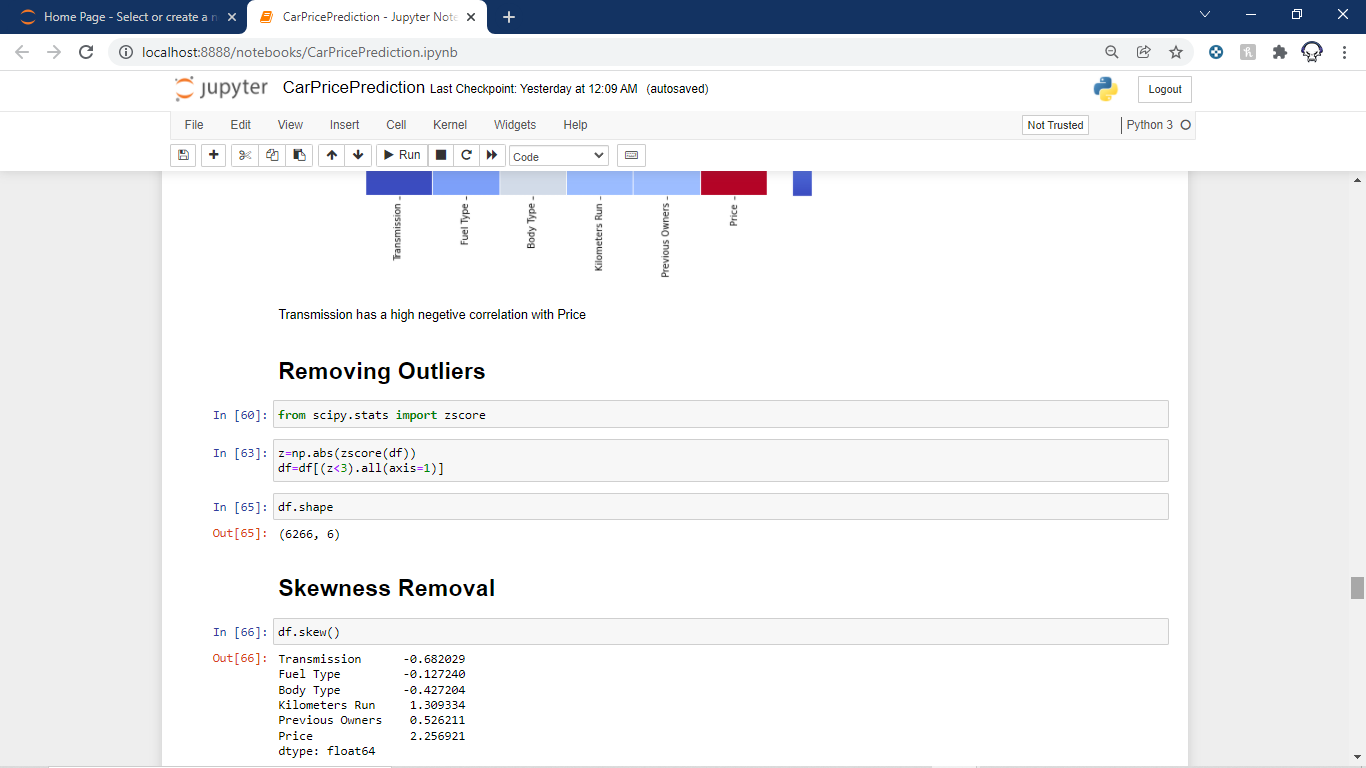 Home Page - Select or create a n
CarPricePrediction - Jupyter Note
localhost:8888/notebooks/CarPricePrediction.ipynb
jupyter CarPricePrediction Last Checkpoint: Yesterday at 12:09 AM (autosaved)
Logout
File Edit View Insert Cell Kernel Widgets Help
Not Trusted
Python 3
Run
Code
Transmission
Fuel Type
Body Type
Kilometers Run
Previous Owners
Price
Transmission has a high negetive correlation with Price
Removing Outliers
In [60]: from scipy.stats import zscore
In [63]: z=np.abs(zscore(df))
df=df[(z<3).all(axis=1)]
In [65]: df.shape
Out[65]: (6266, 6)
Skewness Removal
In [66]: df.skew()
Out[66]: Transmission -0.682029
Fuel Type -0.127240
Body Type -0.427204
Kilometers Run 1.309334
Previous Owners 0.526211
Price 2.256921
dtype: float64